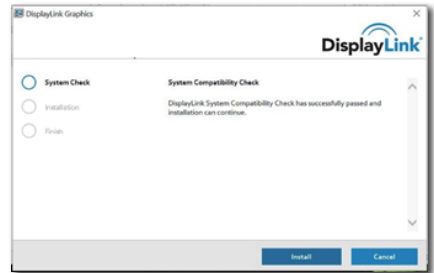 DisplayLink Graphics
DisplayLink
System Check
System Compatibility Check
DisplayLink System Compatibility Check has successfully passed and
installation can continue.
Installation
Finish
Install
Cancel